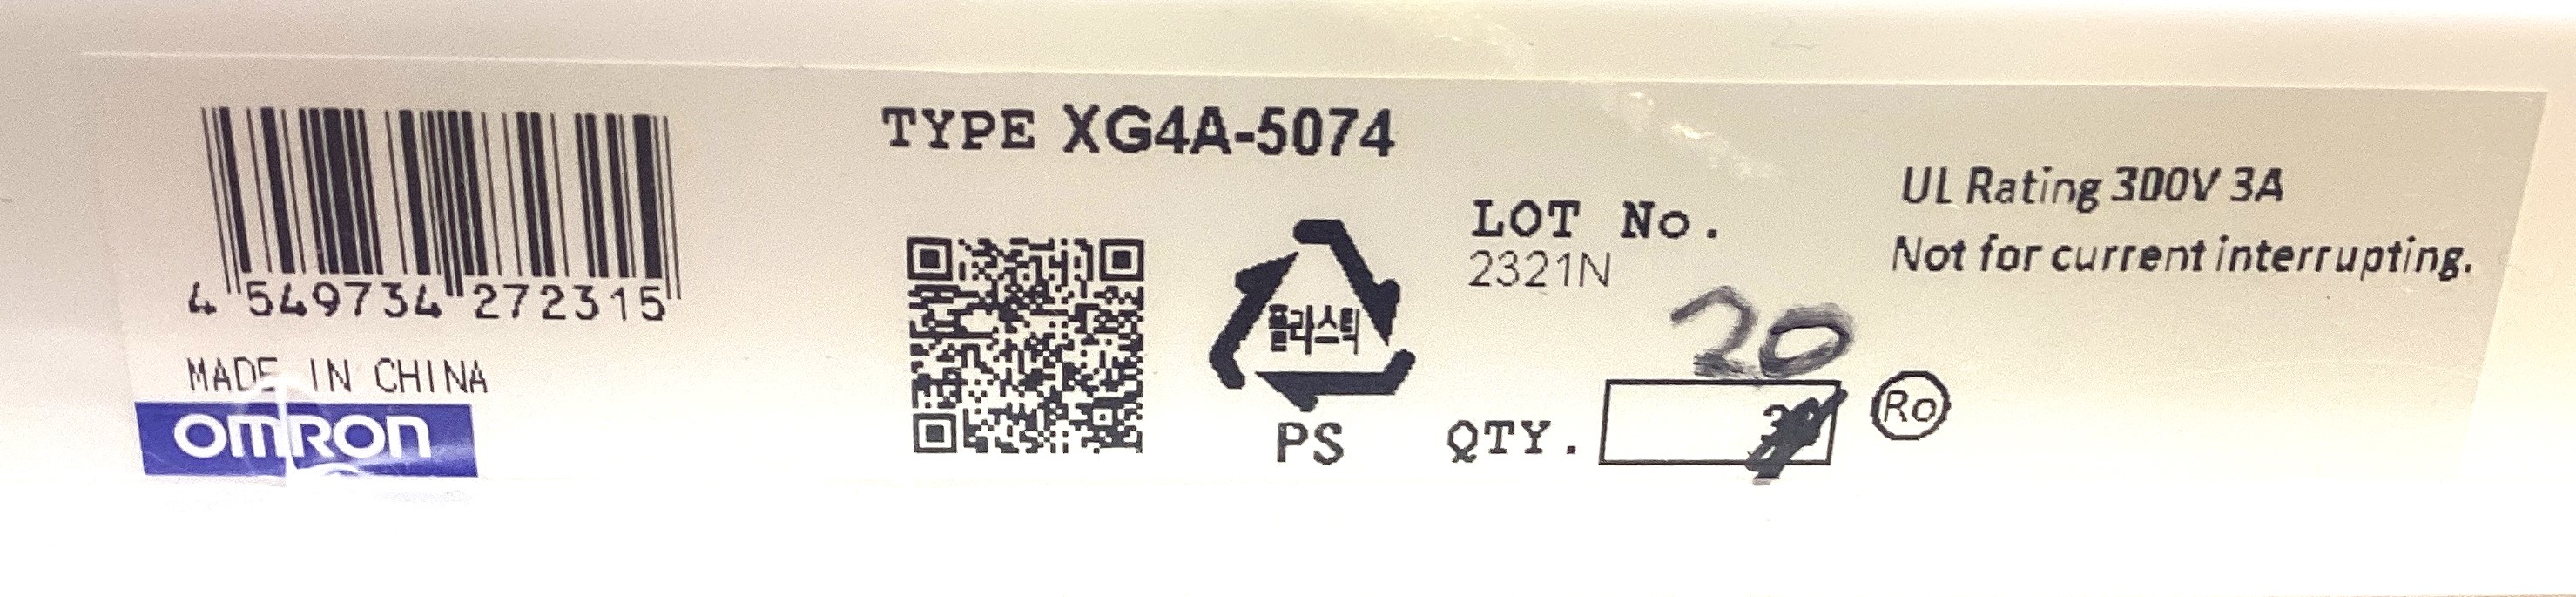 TYPE XG4A-5074
4 549734 272315
MADE IN CHINA
OMRON
플라스틱
PS
LOT No.
2321N
20
QTY.
Ro
UL Rating 300V 3A
Not for current interrupting.